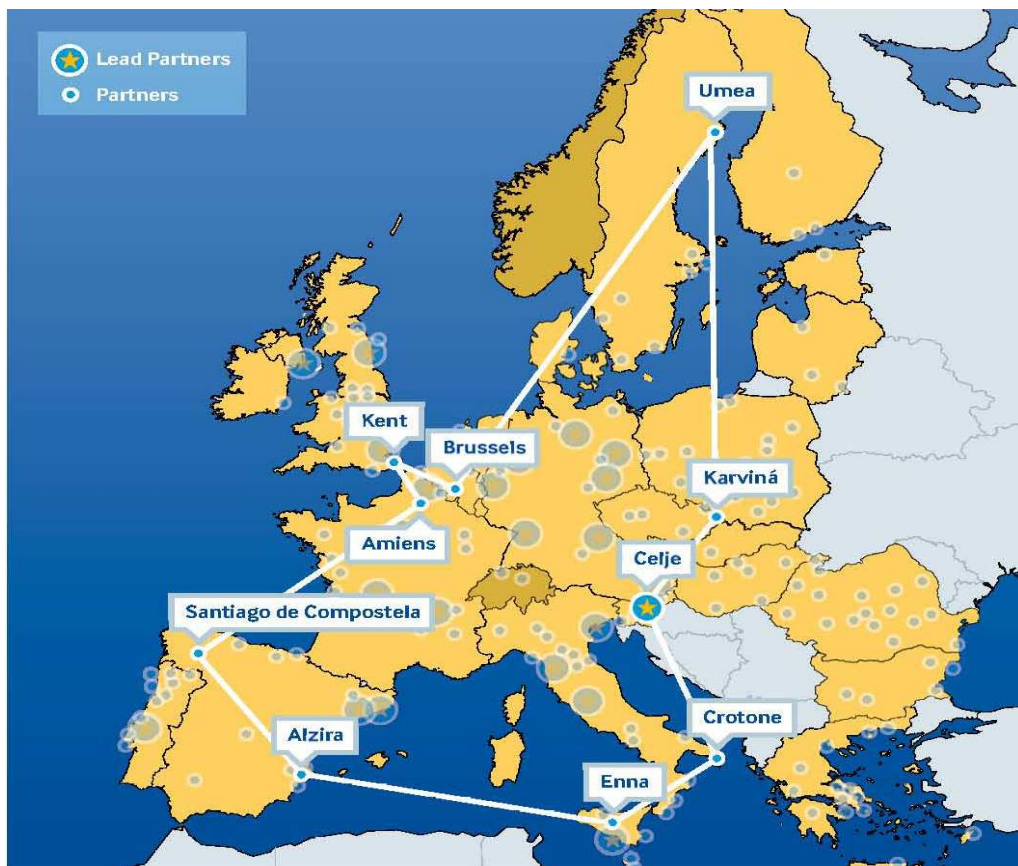 Lead Partners
Partners
Umea
Kent
Brussels
Karviná
Amiens
Celje
Santiago de Compostela
Crotone
Alzira
Enna